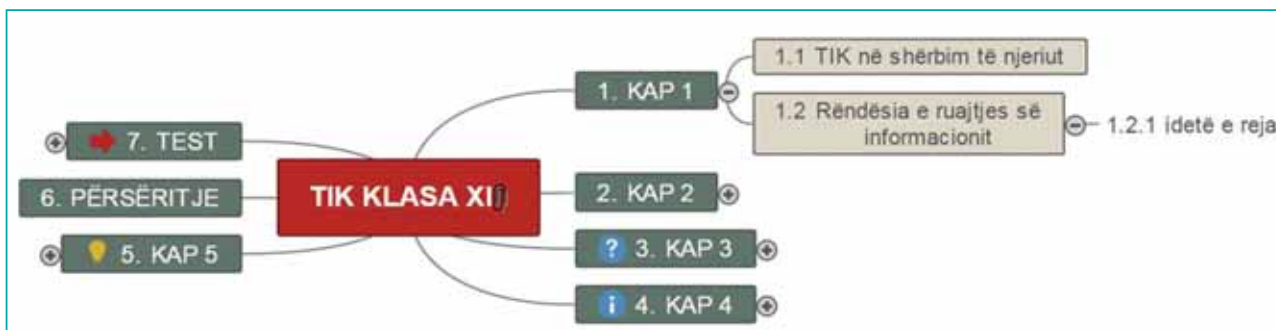 1.1 TIK në shërbim të njeriut
1. KAP 1
1.2 Rëndësia e ruajtjes së
informacionit
1.2.1 idetë e reja
7. TEST
TIK KLASA XI
6. PËRSËRITJE
2. KAP 2
5. KAP 5
3. KAP 3
4. KAP 4